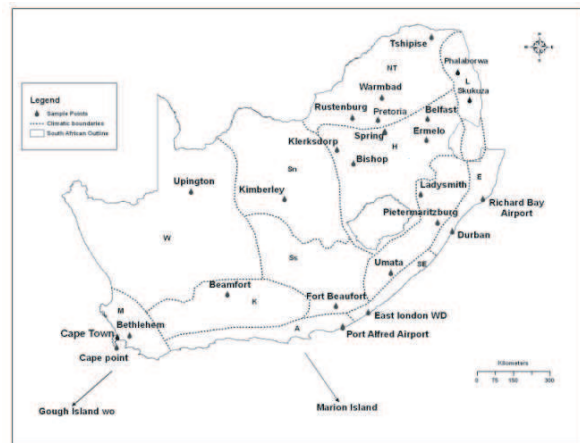 Tshipise
NT
Phalaborwa
L
Skukuza
Warmbad
Legend
Sample Points
Climatic boundaries
South African Outline
Rustenburg
Pretoria
Belfast
Spring
Ermelo
Klerksdorp
H
Bishop
Sn
E
Upington
Kimberley
Ladysmith
Richard Bay
Airport
Pietermaritzburg
W
Durban
Ss
SE
Umata
Beamfort
K
Fort Beaufort
M
East london WD
Cape Town
Bethlehem
A
Port Alfred Airport
Cape point
Kilometers
0 75 150 300
Gough Island wo
Marion Island